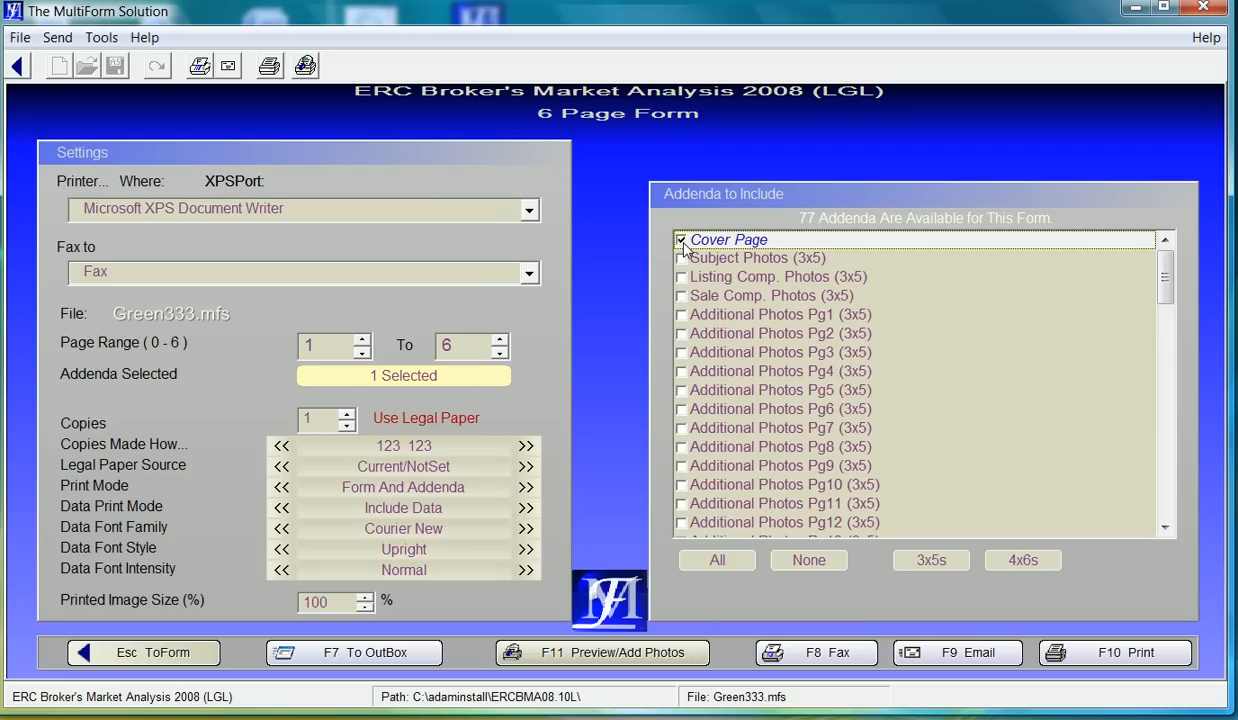 The MultiForm Solution
File Send Tools Help Help
ERC Broker's Market Analysis 2008 (LGL)
6 Page Form
Settings
Printer... Where: XPSPort:
Microsoft XPS Document Writer
Fax to
Fax
File: Green333.mfs
Page Range ( 0 - 6 ) 1 To 6
Addenda Selected 1 Selected
Copies 1 Use Legal Paper
Copies Made How... << 123 123 >>
Legal Paper Source << Current/NotSet >>
Print Mode << Form And Addenda >>
Data Print Mode << Include Data >>
Data Font Family << Courier New >>
Data Font Style << Upright >>
Data Font Intensity << Normal >>
Printed Image Size (%) 100 %
Addenda to Include
77 Addenda Are Available for This Form.
Cover Page
Subject Photos (3x5)
Listing Comp. Photos (3x5)
Sale Comp. Photos (3x5)
Additional Photos Pg1 (3x5)
Additional Photos Pg2 (3x5)
Additional Photos Pg3 (3x5)
Additional Photos Pg4 (3x5)
Additional Photos Pg5 (3x5)
Additional Photos Pg6 (3x5)
Additional Photos Pg7 (3x5)
Additional Photos Pg8 (3x5)
Additional Photos Pg9 (3x5)
Additional Photos Pg10 (3x5)
Additional Photos Pg11 (3x5)
Additional Photos Pg12 (3x5)
All None 3x5s 4x6s
Esc ToForm F7 To OutBox F11 Preview/Add Photos F8 Fax F9 Email F10 Print
ERC Broker's Market Analysis 2008 (LGL) Path: C:\adaminstall\ERCBMA08.10L\ File: Green333.mfs